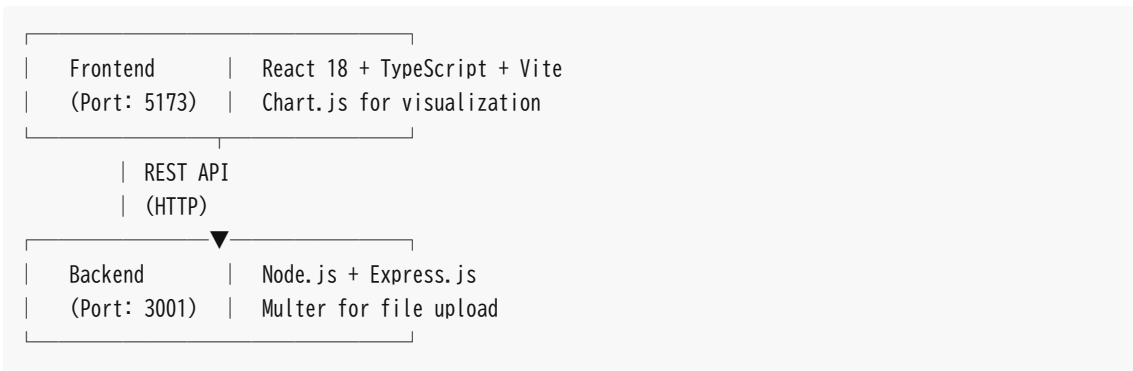 Frontend React 18 + TypeScript + Vite
(Port: 5173) Chart.js for visualization
REST API
(HTTP)
Backend Node.js + Express.js
(Port: 3001) Multer for file upload